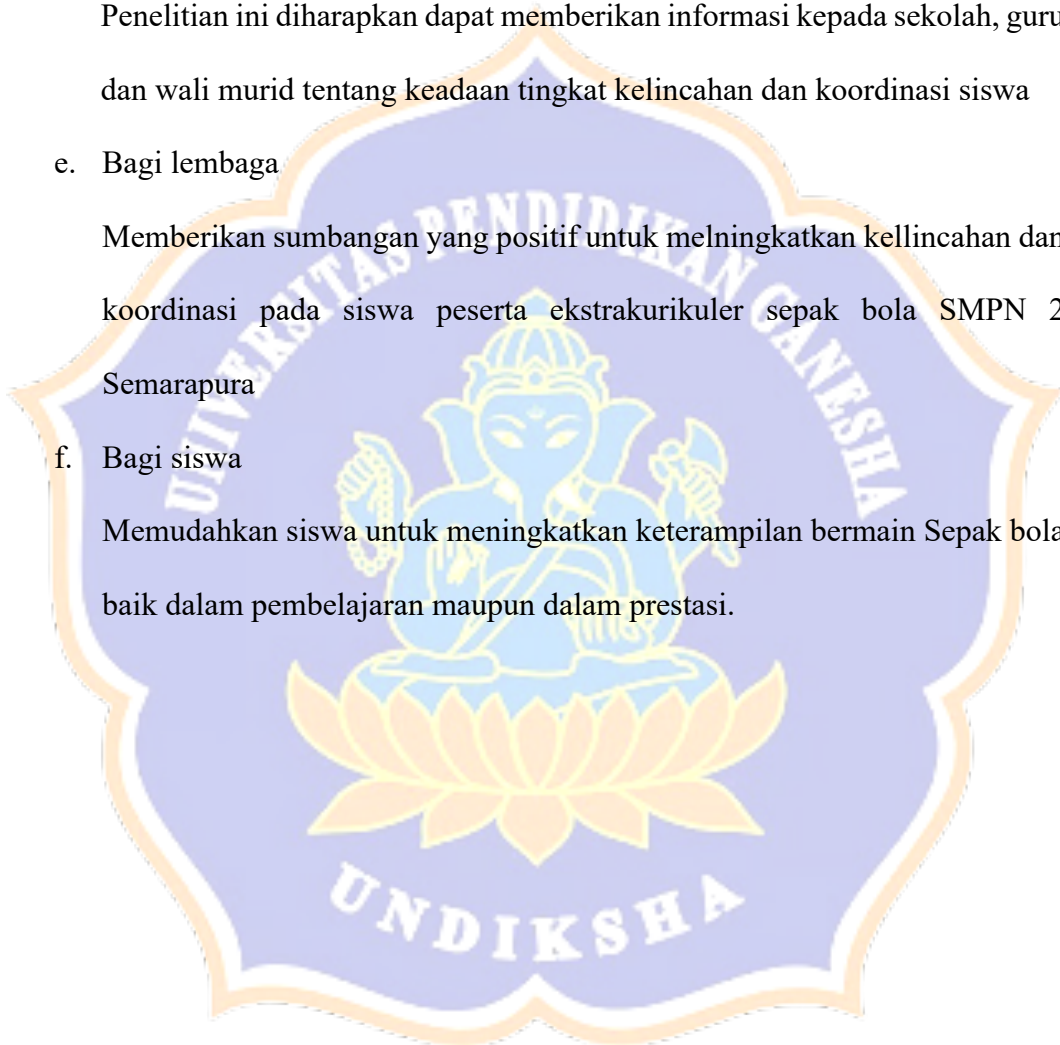 Penelitian ini diharapkan dapat memberikan informasi kepada sekolah, guru
dan wali murid tentang keadaan tingkat kelincahan dan koordinasi siswa
e. Bagi lembaga
Memberikan sumbangan yang positif untuk melningkatkan kellincahan dan
koordinasi pada siswa peserta ekstrakurikuler sepak bola SMPN 2
Semarapura
f. Bagi siswa
Memudahkan siswa untuk meningkatkan keterampilan bermain Sepak bola
baik dalam pembelajaran maupun dalam prestasi.
UNIVERSITAS PENDIDIKAN GANESHA
UNDIKSHA